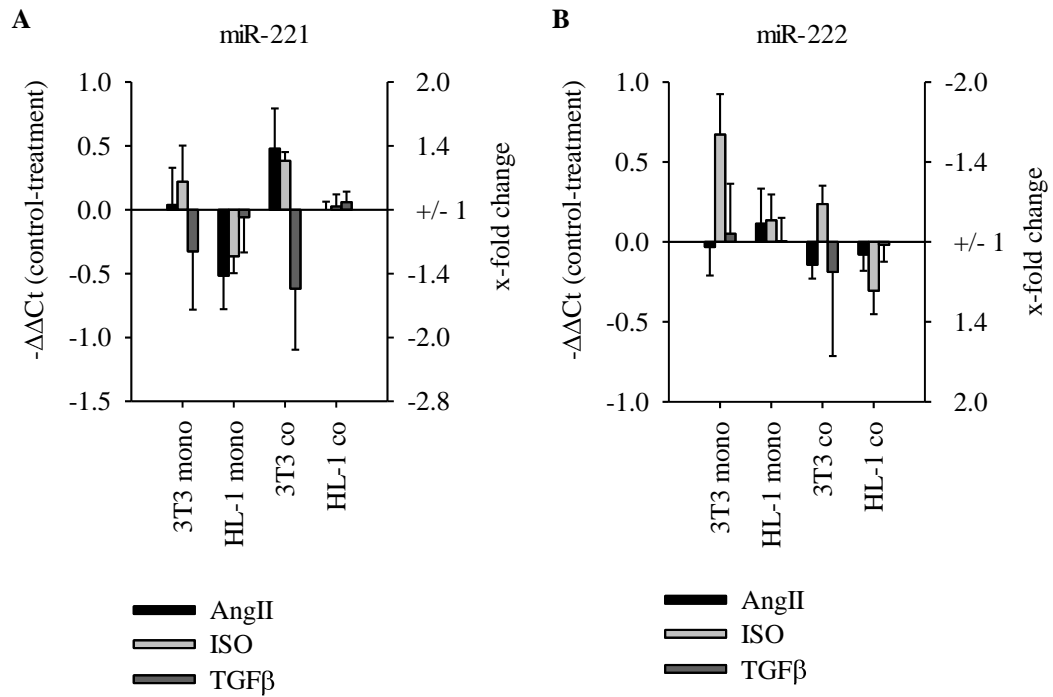 A
miR-221
-ΔΔCt (control-treatment)
1.0
0.5
0.0
-0.5
-1.0
-1.5
2.0
1.4
+/- 1
-1.4
-2.0
-2.8
x-fold change
3T3 mono
HL-1 mono
3T3 co
HL-1 co
AngII
ISO
TGFβ
B
miR-222
-ΔΔCt (control-treatment)
1.0
0.5
0.0
-0.5
-1.0
-2.0
-1.4
+/- 1
1.4
2.0
x-fold change
3T3 mono
HL-1 mono
3T3 co
HL-1 co
AngII
ISO
TGFβ